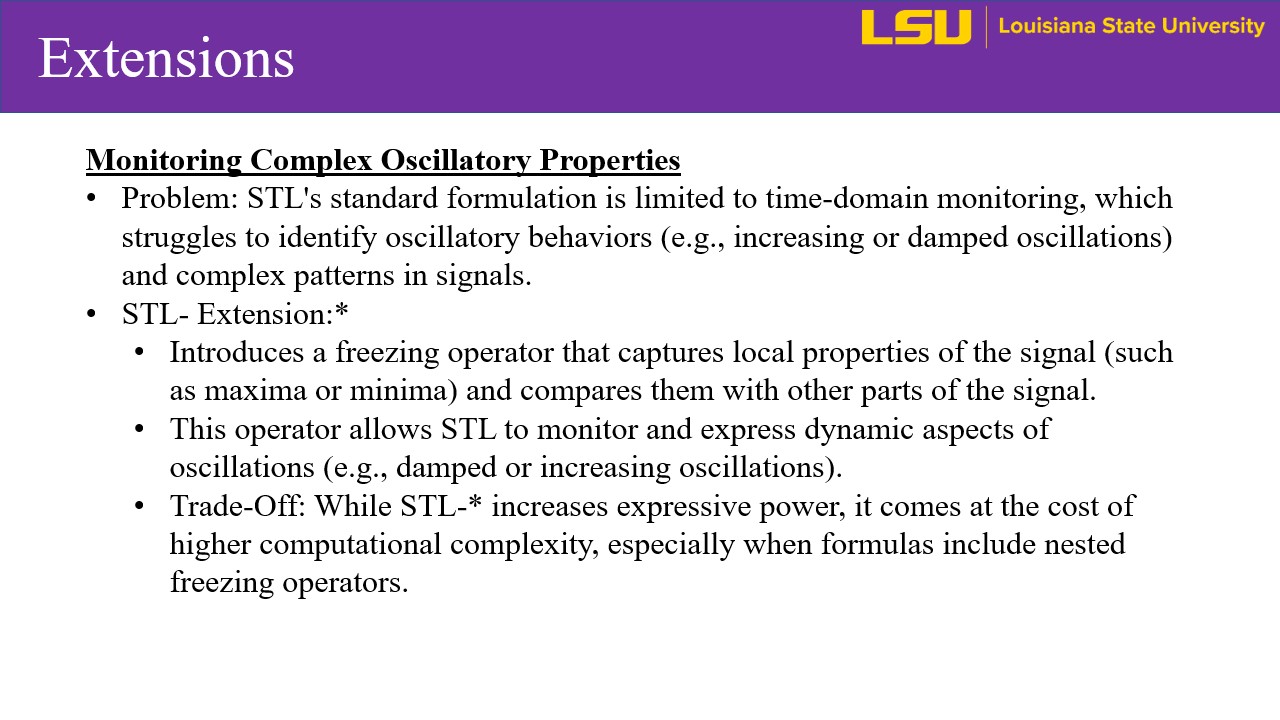 Extensions
LSU
Louisiana State University
Monitoring Complex Oscillatory Properties
• Problem: STL's standard formulation is limited to time-domain monitoring, which
struggles to identify oscillatory behaviors (e.g., increasing or damped oscillations)
and complex patterns in signals.
• STL- Extension:*
• Introduces a freezing operator that captures local properties of the signal (such
as maxima or minima) and compares them with other parts of the signal.
• This operator allows STL to monitor and express dynamic aspects of
oscillations (e.g., damped or increasing oscillations).
• Trade-Off: While STL-* increases expressive power, it comes at the cost of
higher computational complexity, especially when formulas include nested
freezing operators.